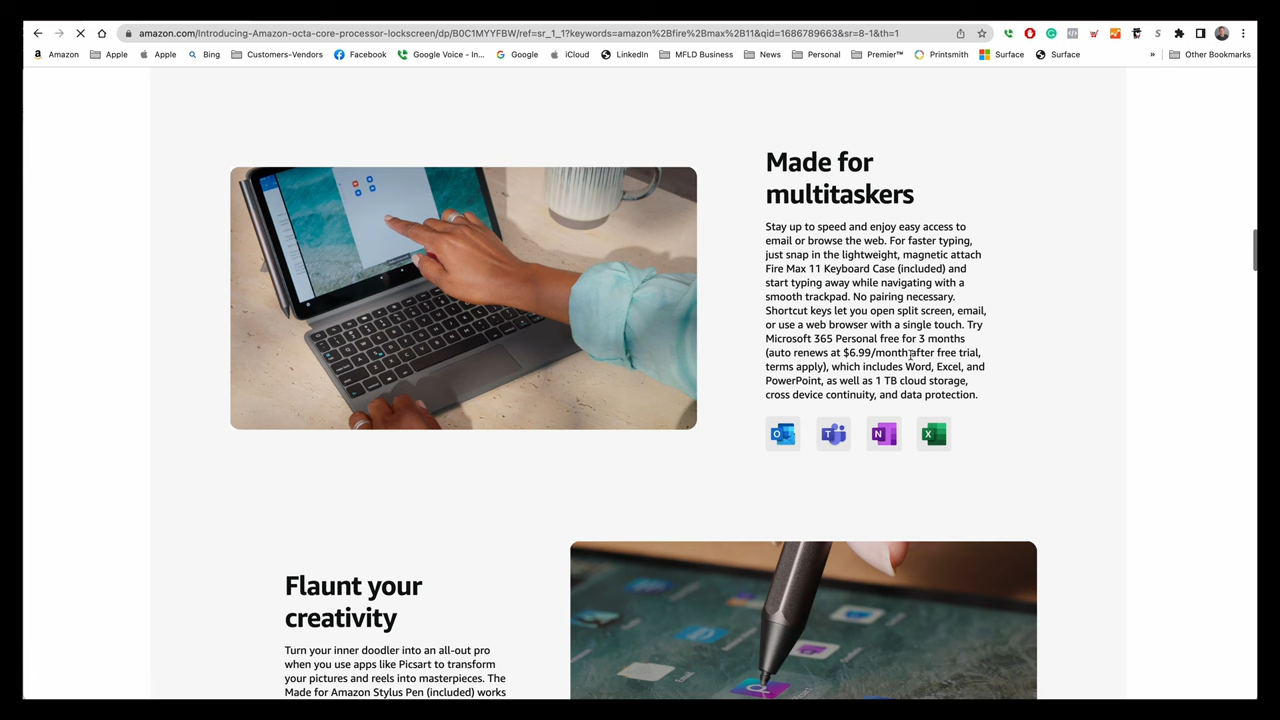 amazon.com/Introducing-Amazon-octa-core-processor-lockscreen/dp/B0C1MYYFBW/ref=sr_1_1?keywords=amazon%2Bfire%2Bmax%2B11&qid=1686789663&sr=8-1&th=1
Amazon Apple Apple Bing Customers-Vendors Facebook Google Voice - In... Google iCloud LinkedIn MFLD Business News Personal Premier™ Printsmith Surface Surface » Other Bookmarks
Made for
multitaskers
Stay up to speed and enjoy easy access to
email or browse the web. For faster typing,
just snap in the lightweight, magnetic attach
Fire Max 11 Keyboard Case (included) and
start typing away while navigating with a
smooth trackpad. No pairing necessary.
Shortcut keys let you open split screen, email,
or use a web browser with a single touch. Try
Microsoft 365 Personal free for 3 months
(auto renews at $6.99/month after free trial,
terms apply), which includes Word, Excel, and
PowerPoint, as well as 1 TB cloud storage,
cross device continuity, and data protection.
O T N X
Flaunt your
creativity
Turn your inner doodler into an all-out pro
when you use apps like Picsart to transform
your pictures and reels into masterpieces. The
Made for Amazon Stylus Pen (included) works